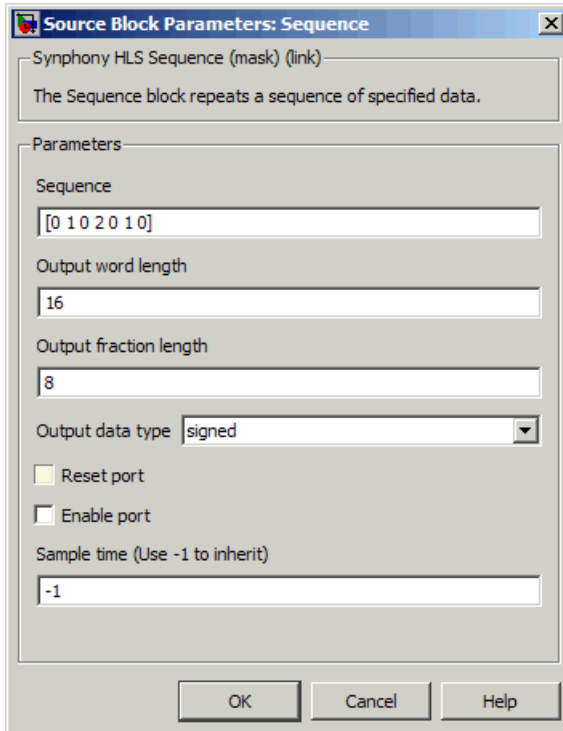 Source Block Parameters: Sequence
Synphony HLS Sequence (mask) (link)
The Sequence block repeats a sequence of specified data.
Parameters
Sequence
[0 1 0 2 0 1 0]
Output word length
16
Output fraction length
8
Output data type signed
Reset port
Enable port
Sample time (Use -1 to inherit)
-1
OK Cancel Help